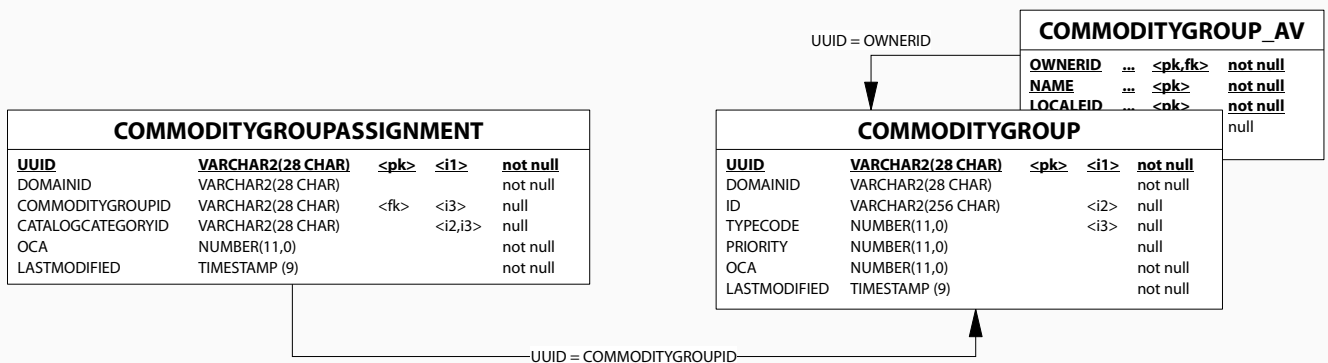 UUID = OWNERID
COMMODITYGROUP_AV
OWNERID ... <pk,fk> not null
NAME ... <pk> not null
LOCALEID ... <pk> not null
null
COMMODITYGROUPASSIGNMENT
UUID VARCHAR2(28 CHAR) <pk> <i1> not null
DOMAINID VARCHAR2(28 CHAR) not null
COMMODITYGROUPID VARCHAR2(28 CHAR) <fk> <i3> null
CATALOGCATEGORYID VARCHAR2(28 CHAR) <i2,i3> null
OCA NUMBER(11,0) not null
LASTMODIFIED TIMESTAMP (9) not null
COMMODITYGROUP
UUID VARCHAR2(28 CHAR) <pk> <i1> not null
DOMAINID VARCHAR2(28 CHAR) not null
ID VARCHAR2(256 CHAR) <i2> null
TYPECODE NUMBER(11,0) <i3> null
PRIORITY NUMBER(11,0) null
OCA NUMBER(11,0) not null
LASTMODIFIED TIMESTAMP (9) not null
UUID = COMMODITYGROUPID